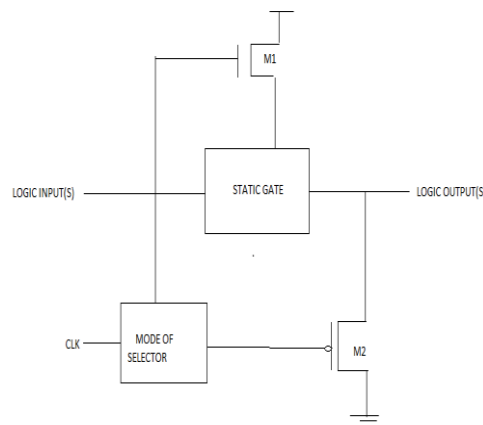 M1
LOGIC INPUT(S)
STATIC GATE
LOGIC OUTPUT(S
CLK
MODE OF
SELECTOR
M2